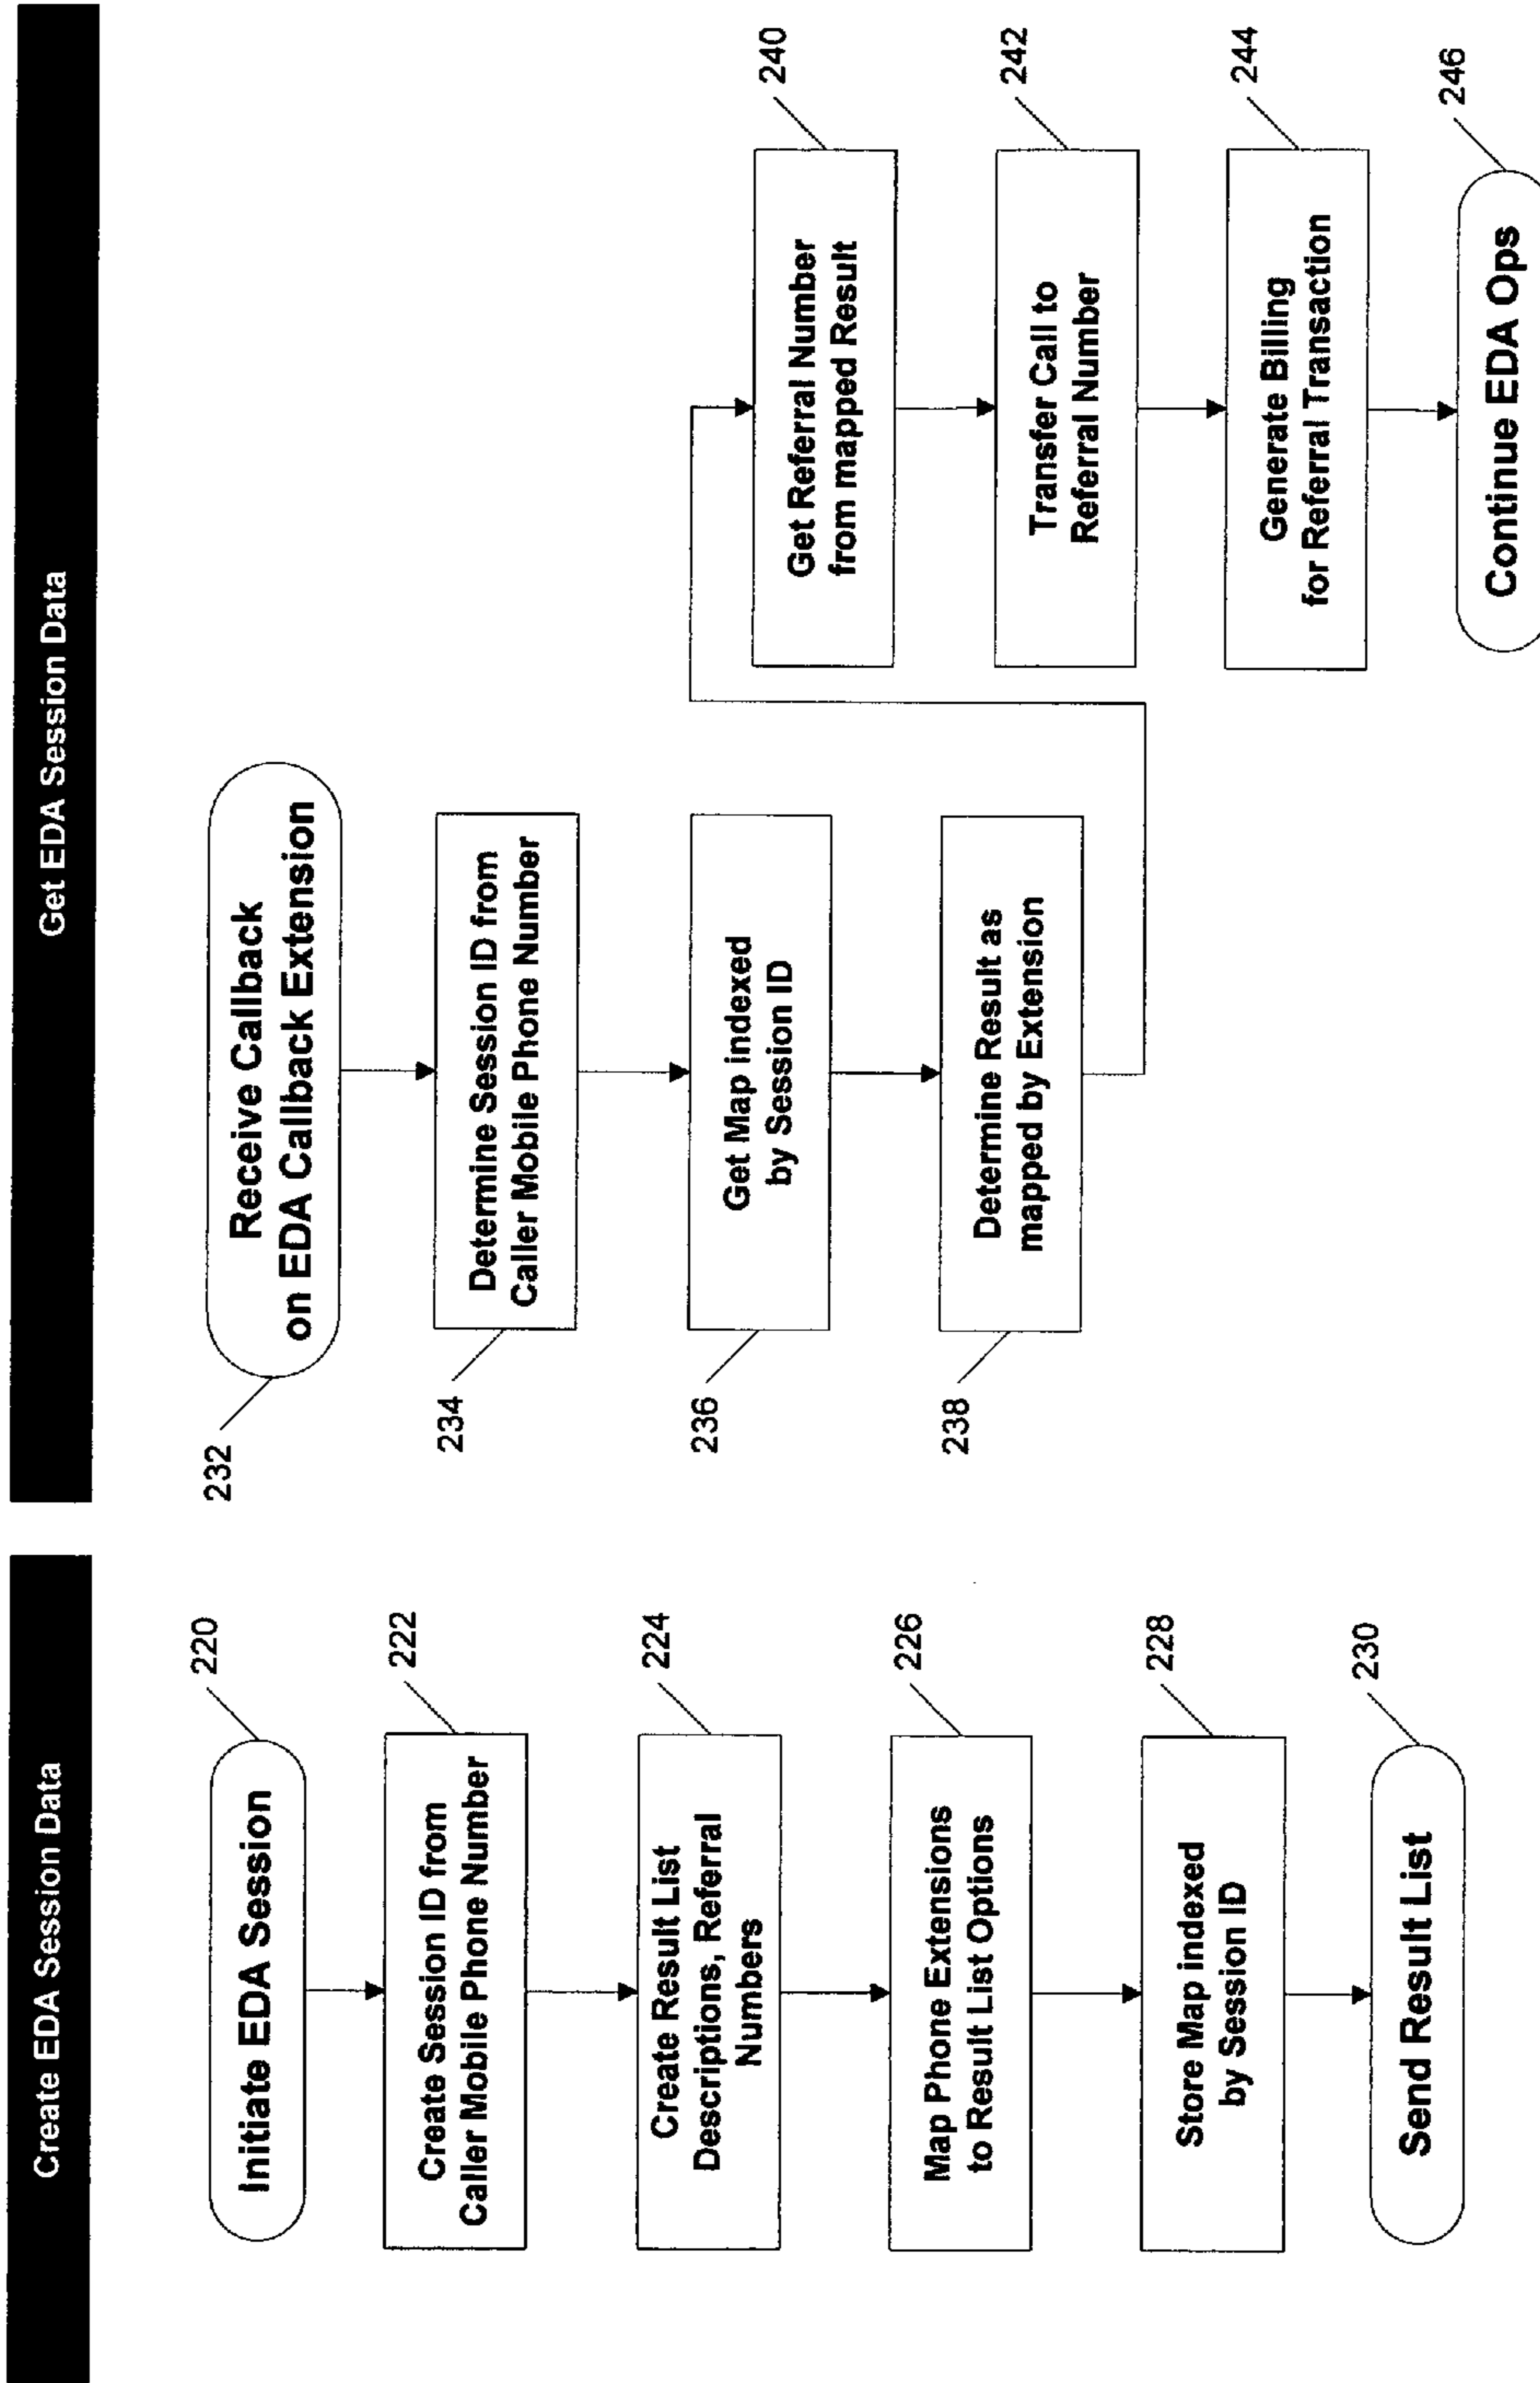 Create EDA Session Data
Initiate EDA Session
220
Create Session ID from
Caller Mobile Phone Number
222
Create Result List
Descriptions, Referral
Numbers
224
Map Phone Extensions
to Result List Options
226
Store Map indexed
by Session ID
228
Send Result List
230
Get EDA Session Data
232
Receive Callback
on EDA Callback Extension
234
Determine Session ID from
Caller Mobile Phone Number
236
Get Map indexed
by Session ID
238
Determine Result as
mapped by Extension
Get Referral Number
from mapped Result
240
Transfer Call to
Referral Number
242
Generate Billing
for Referral Transaction
244
Continue EDA Ops
246